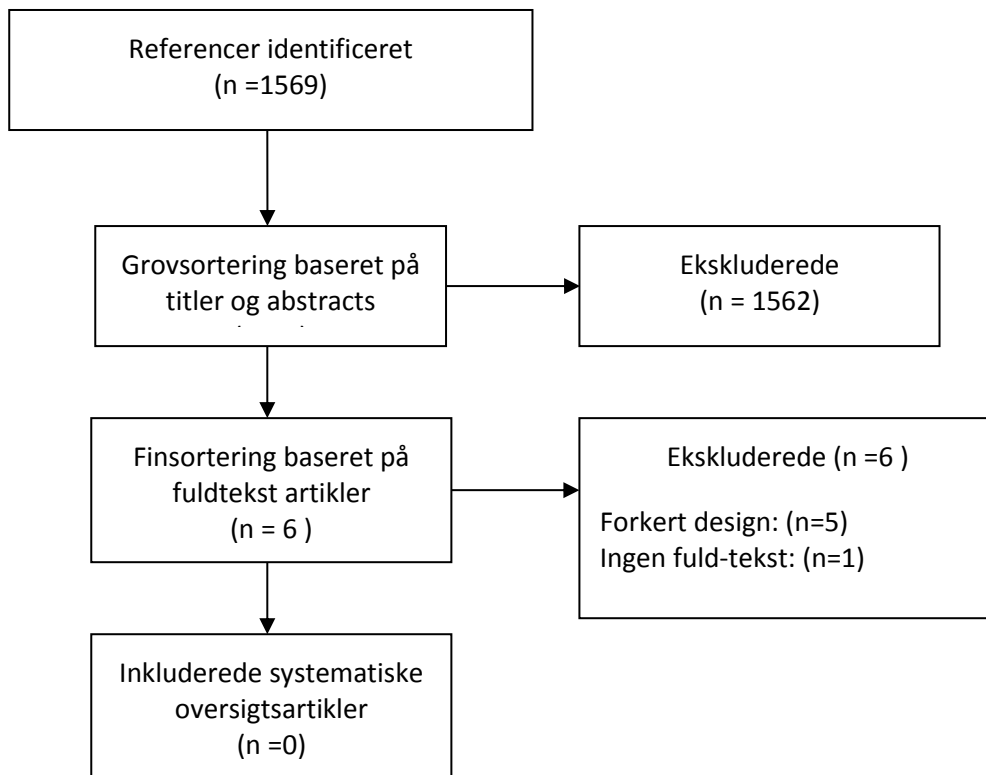 Referencer identificeret
(n =1569)
Grovsortering baseret på
titler og abstracts
Ekskluderede
(n = 1562)
Finsortering baseret på
fuldtekst artikler
(n = 6 )
Ekskluderede (n =6 )
Forkert design: (n=5)
Ingen fuld-tekst: (n=1)
Inkluderede systematiske
oversigtsartikler
(n =0)